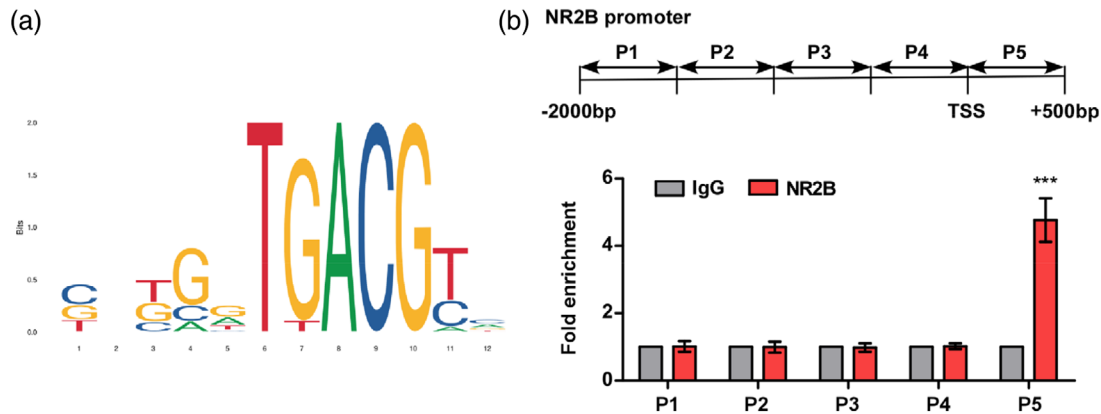 (a)
2.0
1.5
1.0
0.5
0.0
Bits
C
G
T
T
G
C
G
C
A
G
A
T
T
G
T
A
C
G
T
C
A
1 2 3 4 5 6 7 8 9 10 11 12
(b) NR2B promoter
P1 P2 P3 P4 P5
-2000bp TSS +500bp
IgG NR2B
***
6
4
2
0
Fold enrichment
P1 P2 P3 P4 P5